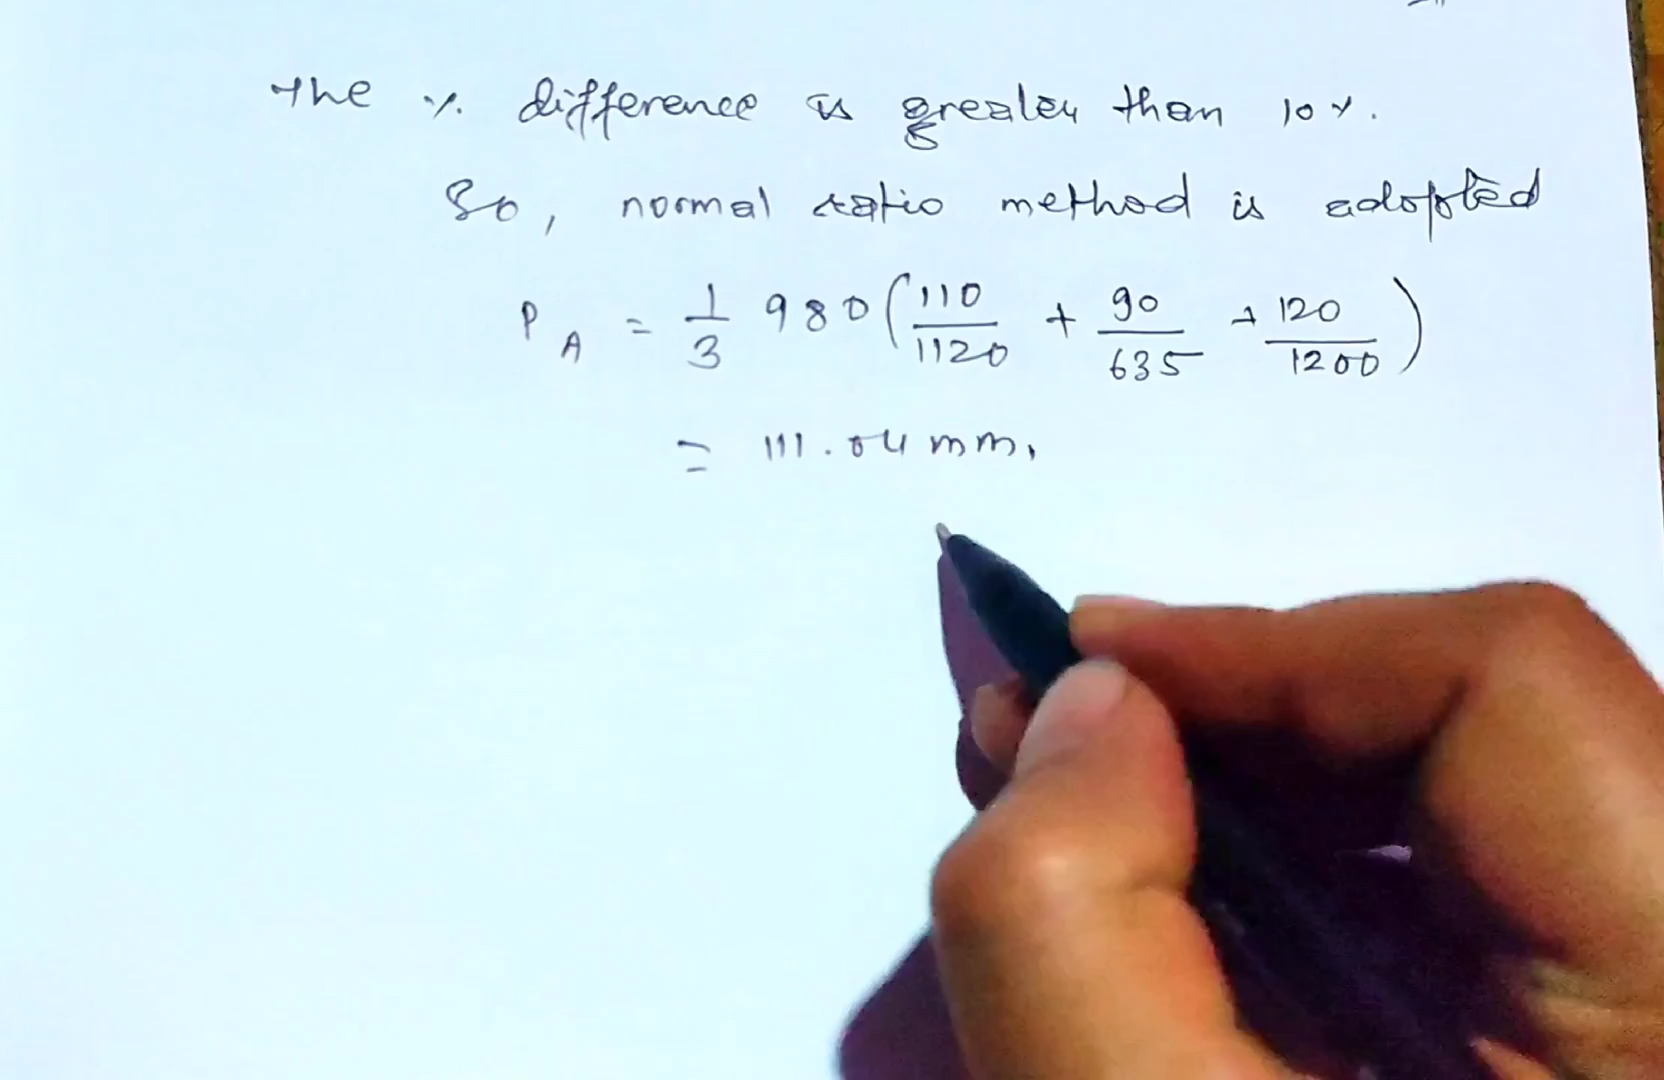 The % difference is greater than 10%.
So, normal ratio method is adopted
P_A = 1/3 980 (110/1120 + 90/635 + 120/1200)
= 111.04 mm.